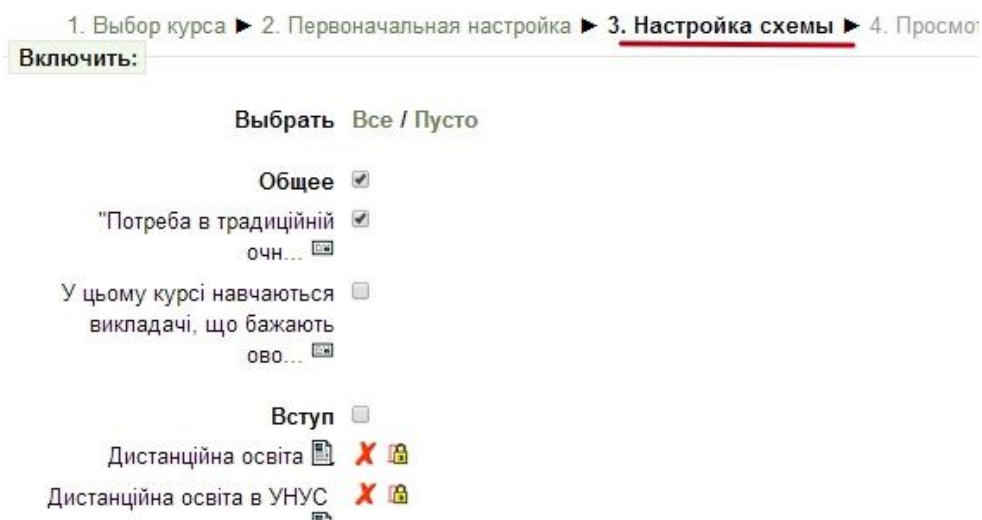 1. Выбор курса ► 2. Первоначальная настройка ► 3. Настройка схемы ► 4. Просмот
Включить:
Выбрать Все / Пусто
Общее
"Потреба в традиційній
очн...
У цьому курсі навчаються
викладачі, що бажають
ово...
Вступ
Дистанційна освіта
Дистанційна освіта в УНУС